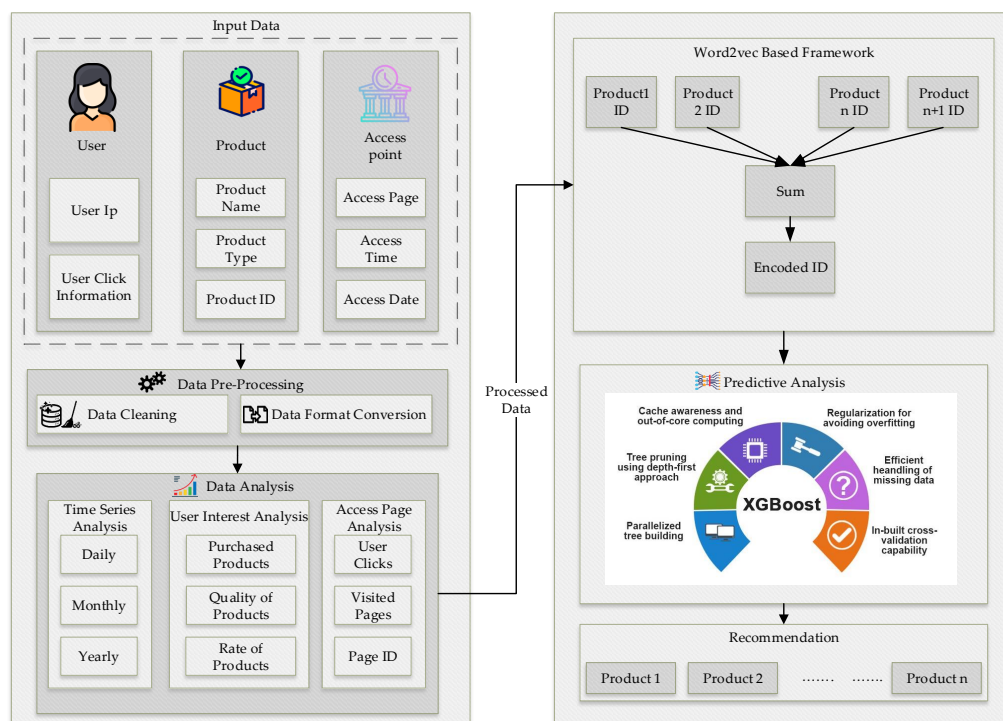 Input Data
User
User Ip
User Click
Information
Product
Product
Name
Product
Type
Product ID
Access
point
Access Page
Access
Time
Access Date
Data Pre-Processing
Data Cleaning
Data Format Conversion
Data Analysis
Time Series
Analysis
Daily
Monthly
Yearly
User Interest Analysis
Purchased
Products
Quality of
Products
Rate of
Products
Access Page
Analysis
User
Clicks
Visited
Pages
Page ID
Processed
Data
Word2vec Based Framework
Product1
ID
Product
2 ID
Product
n ID
Product
n+1 ID
Sum
Encoded ID
Predictive Analysis
Cache awareness and
out-of-core computing
Regularization for
avoiding overfitting
Tree pruning
using depth-first
approach
Efficient
heandling of
missing data
XGBoost
Parallelized
tree building
In-built cross-
validation
capability
Recommendation
Product 1
Product 2
....... .......
Product n